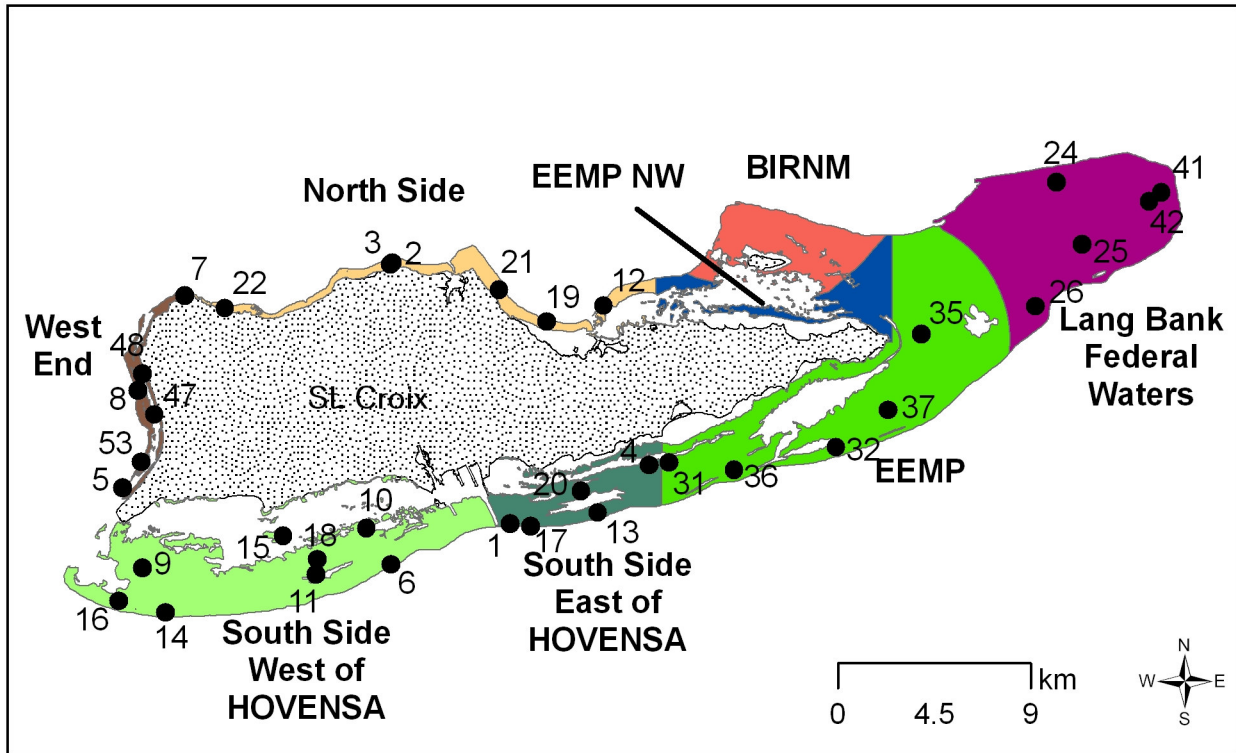 North Side
EEMP NW
BIRNM
24
41
42
25
26
Lang Bank
Federal
Waters
3
2
21
12
19
7
22
West
End
48
8
47
53
5
St. Croix
35
37
32
EEMP
36
31
4
20
13
17
1
South Side
East of
HOVENSA
10
18
15
6
11
9
16
14
South Side
West of
HOVENSA
km
0 4.5 9
N
W E
S